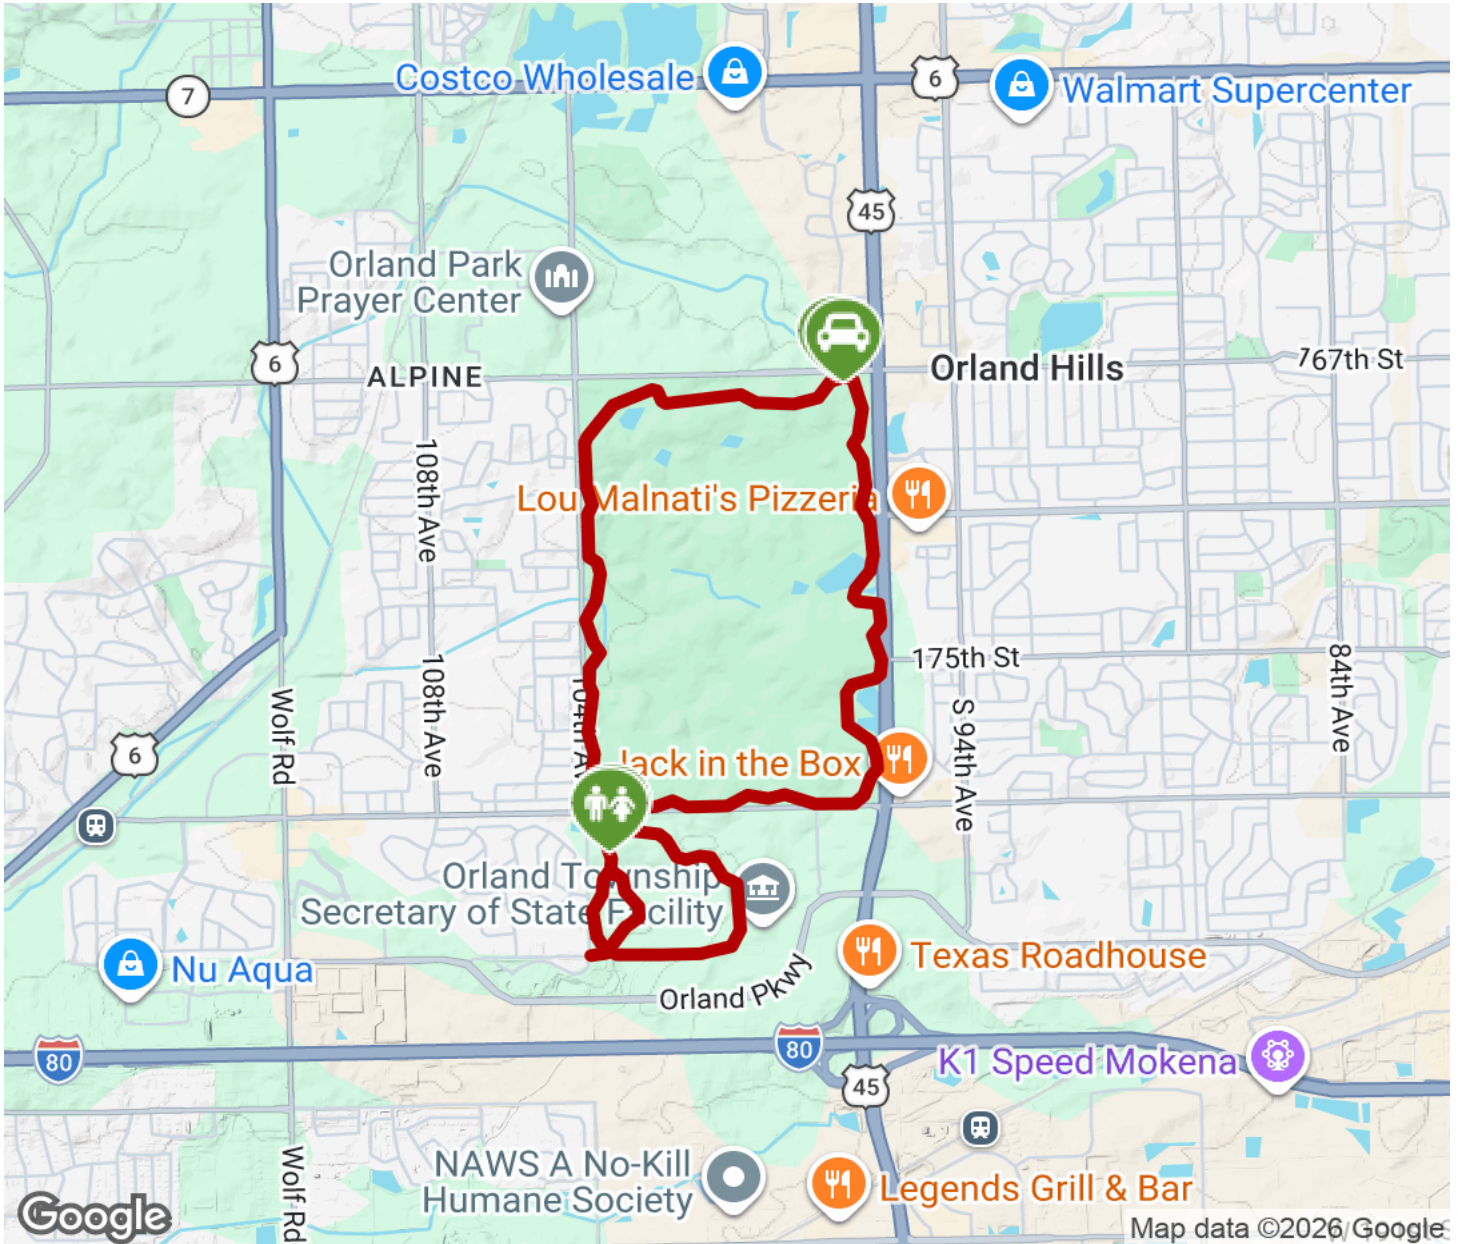 Costco Wholesale
6
Walmart Supercenter
7
45
Orland Park
Prayer Center
6
ALPINE
Orland Hills
767th St
108th Ave
Lou Malnati's Pizzeria
175th St
108th Ave
104th Av
84th Ave
Wolf Rd
S 94th Ave
6
Jack in the Box
Orland Township
Secretary of State Facility
Nu Aqua
Texas Roadhouse
Orland Pkwy
80
80
K1 Speed Mokena
45
Wolf Rd
NAWS A No-Kill
Humane Society
Legends Grill & Bar
Google
Map data ©2026 Google